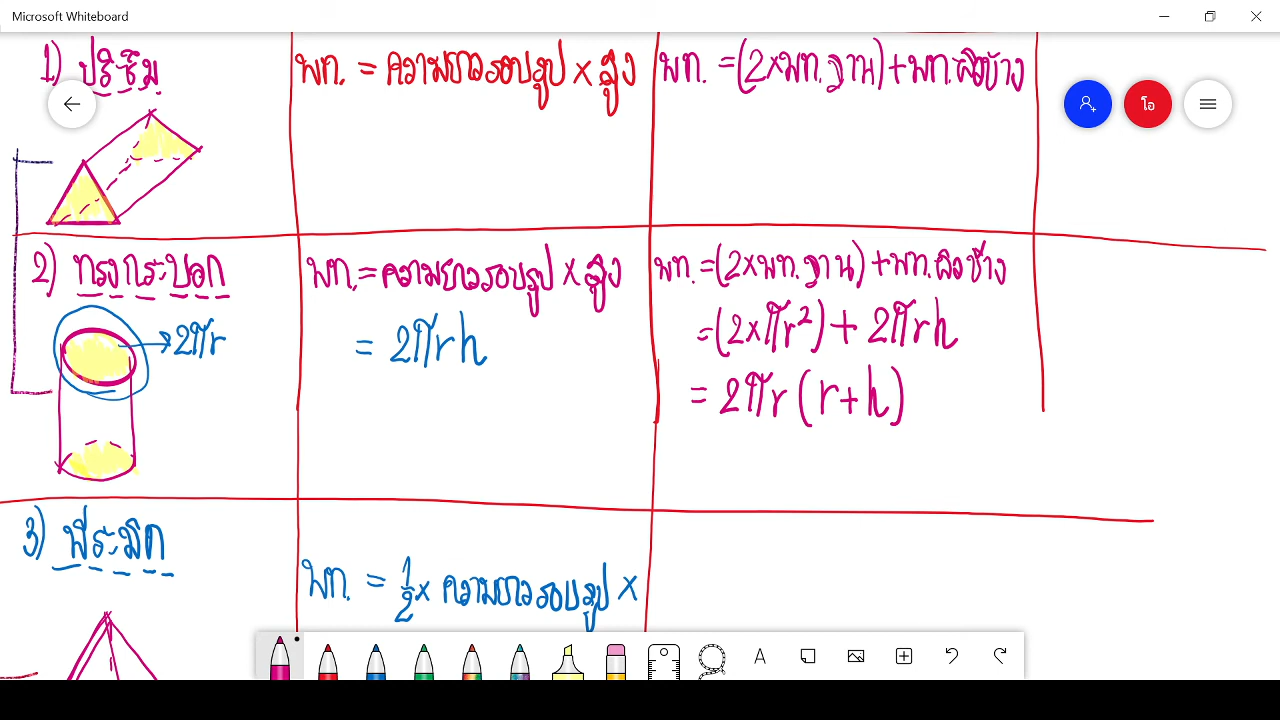 Microsoft Whiteboard
1) ปริซึม
พท. = ความยาวรอบรูป × สูง
พท. = (2×พท.ฐาน) + พท.ผิวข้าง
โอ
2) ทรงกระบอก
2πr
พท. = ความยาวรอบรูป × สูง
= 2πrh
พท. = (2×พท.ฐาน) + พท.ผิวข้าง
= (2×πr²) + 2πrh
= 2πr (r+h)
3) พีระมิด
พท. = 1/2 × ความยาวรอบรูป ×
A